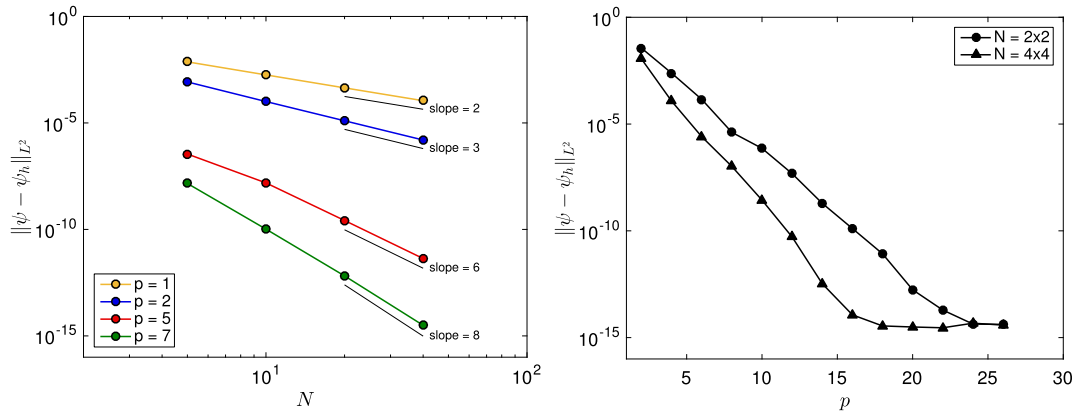 10^0
10^-5
10^-10
10^-15
‖ψ − ψ_h‖_{L^2}
slope = 2
slope = 3
slope = 6
slope = 8
p = 1
p = 2
p = 5
p = 7
10^1
10^2
N
10^0
10^-5
10^-10
10^-15
‖ψ − ψ_h‖_{L^2}
N = 2x2
N = 4x4
5 10 15 20 25 30
p